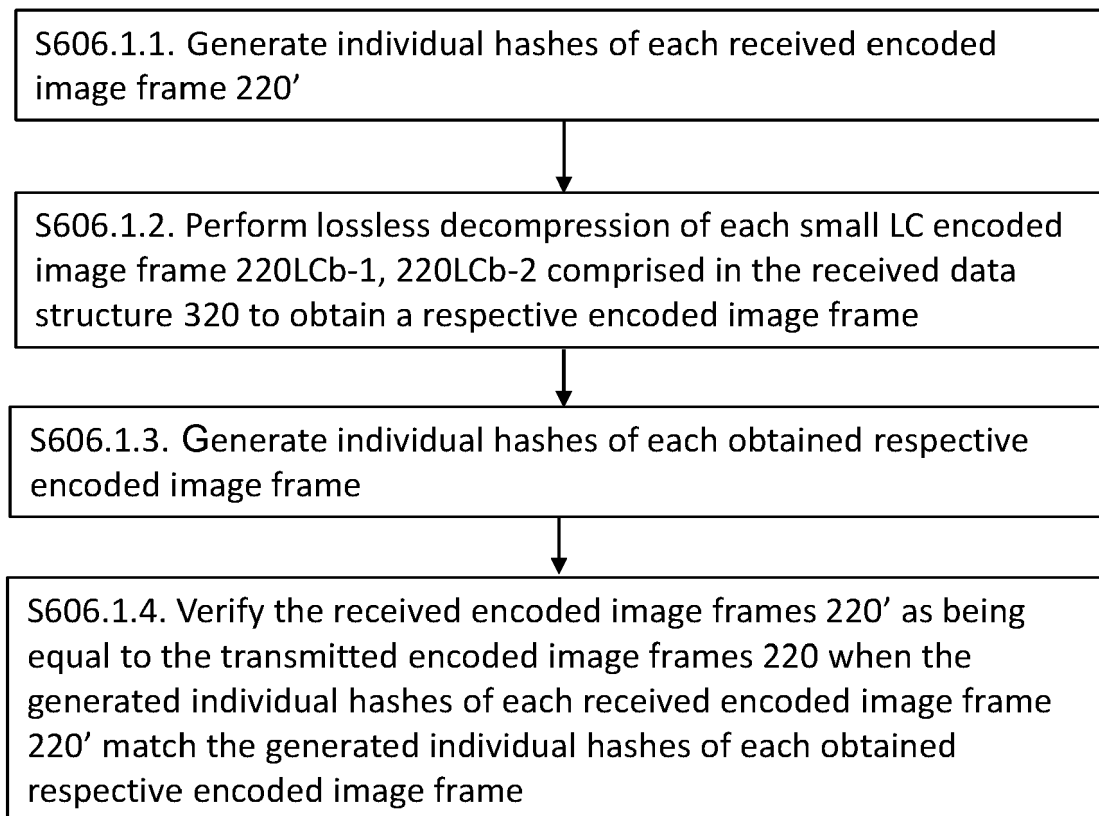 S606.1.1. Generate individual hashes of each received encoded
image frame 220’
S606.1.2. Perform lossless decompression of each small LC encoded
image frame 220LCb-1, 220LCb-2 comprised in the received data
structure 320 to obtain a respective encoded image frame
S606.1.3. Generate individual hashes of each obtained respective
encoded image frame
S606.1.4. Verify the received encoded image frames 220’ as being
equal to the transmitted encoded image frames 220 when the
generated individual hashes of each received encoded image frame
220’ match the generated individual hashes of each obtained
respective encoded image frame